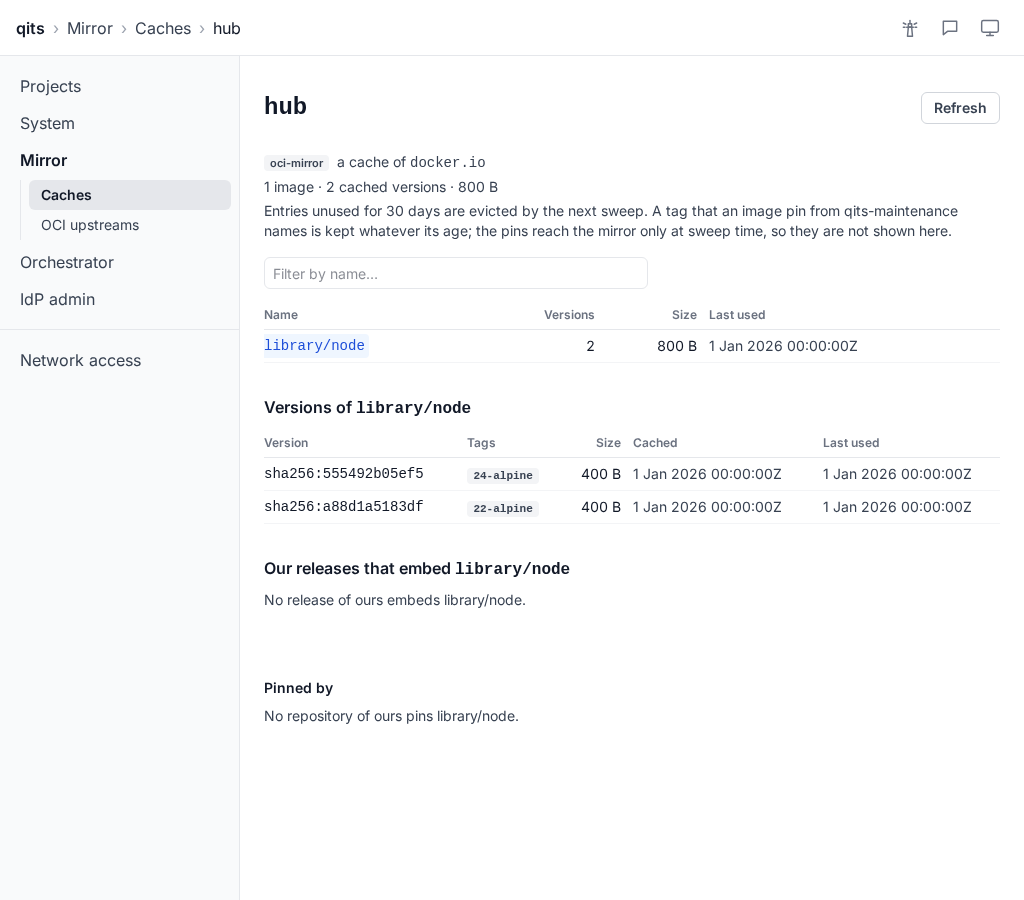 qits › Mirror › Caches › hub
Projects
System
Mirror
Caches
OCI upstreams
Orchestrator
IdP admin
Network access
hub
Refresh
oci-mirror a cache of docker.io
1 image · 2 cached versions · 800 B
Entries unused for 30 days are evicted by the next sweep. A tag that an image pin from qits-maintenance
names is kept whatever its age; the pins reach the mirror only at sweep time, so they are not shown here.
Filter by name...
Name Versions Size Last used
library/node 2 800 B 1 Jan 2026 00:00:00Z
Versions of library/node
Version Tags Size Cached Last used
sha256:555492b05ef5 24-alpine 400 B 1 Jan 2026 00:00:00Z 1 Jan 2026 00:00:00Z
sha256:a88d1a5183df 22-alpine 400 B 1 Jan 2026 00:00:00Z 1 Jan 2026 00:00:00Z
Our releases that embed library/node
No release of ours embeds library/node.
Pinned by
No repository of ours pins library/node.